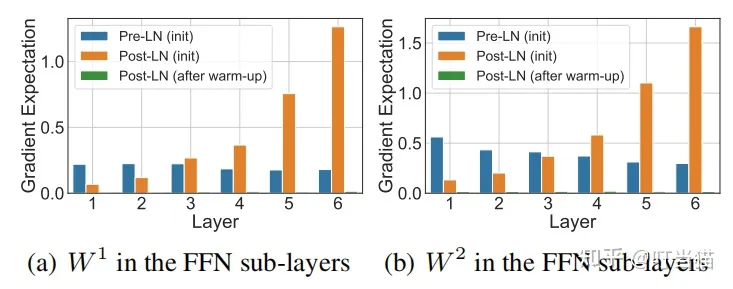 Pre-LN (init)
Post-LN (init)
Post-LN (after warm-up)
Gradient Expectation
1.0
0.5
0.0
1 2 3 4 5 6
Layer
(a) W¹ in the FFN sub-layers
Pre-LN (init)
Post-LN (init)
Post-LN (after warm-up)
Gradient Expectation
1.5
1.0
0.5
0.0
1 2 3 4 5 6
Layer
(b) W² in the FFN sub-layers
知乎 @叮当猫